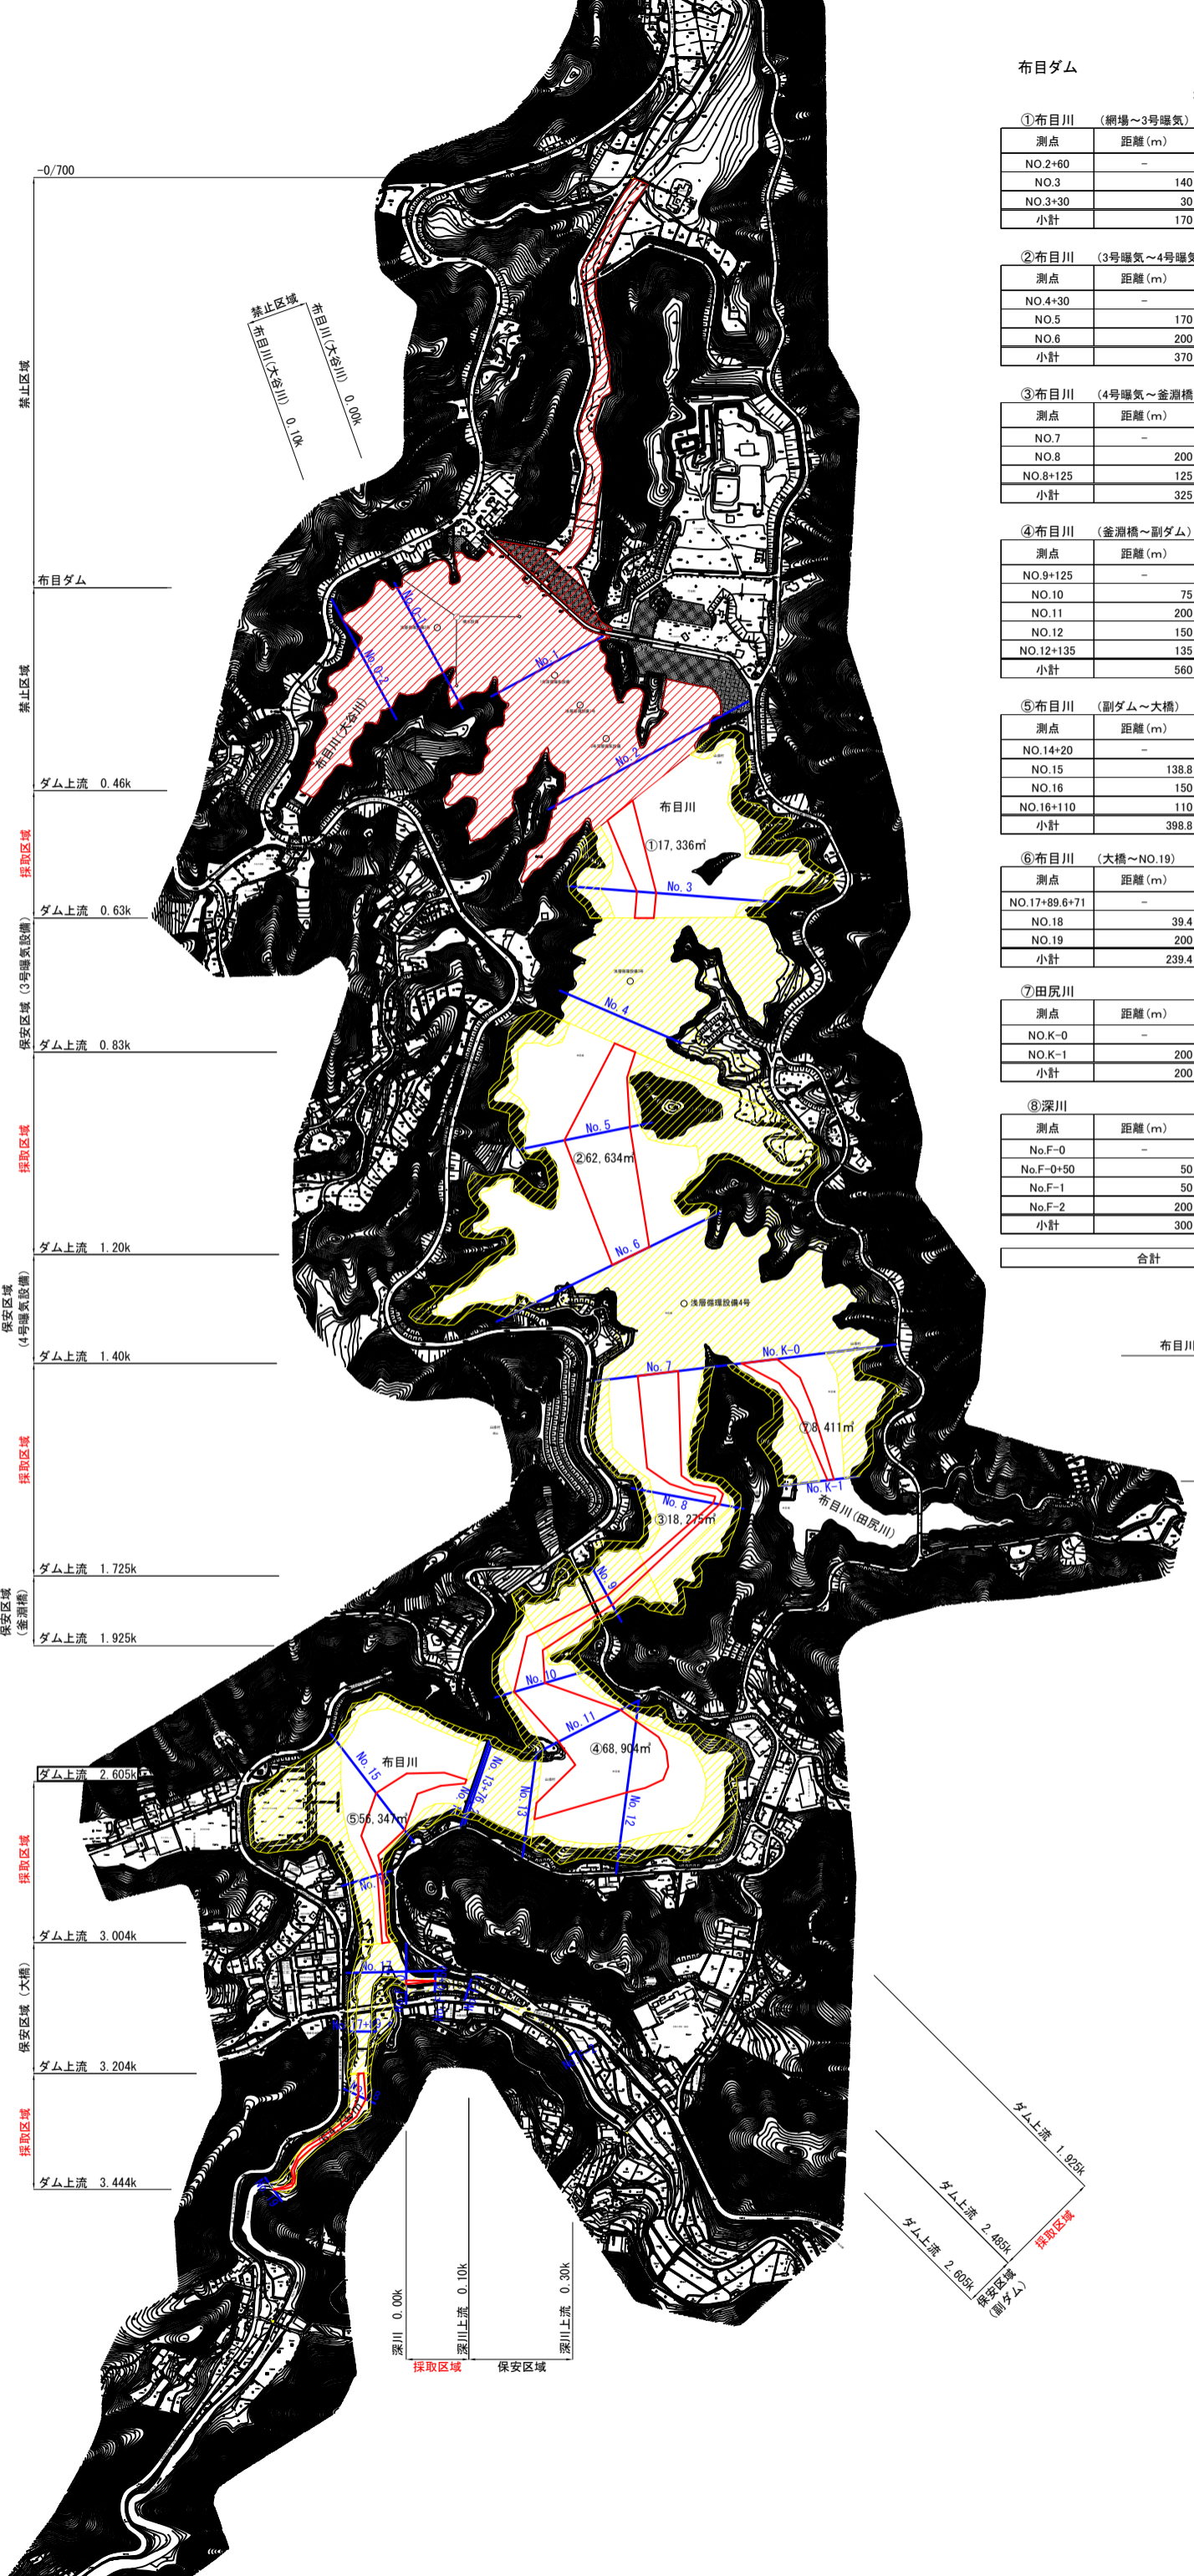 布目ダム
①布目川 （網場～3号曝気）
測点 距離(m)
NO.2+60 －
NO.3 140
NO.3+30 30
小計 170
②布目川 （3号曝気～4号曝気
測点 距離(m)
NO.4+30 －
NO.5 170
NO.6 200
小計 370
③布目川 （4号曝気～釜淵橋
測点 距離(m)
NO.7 －
NO.8 200
NO.8+125 125
小計 325
④布目川 （釜淵橋～副ダム）
測点 距離(m)
NO.9+125 －
NO.10 75
NO.11 200
NO.12 150
NO.12+135 135
小計 560
⑤布目川 （副ダム～大橋）
測点 距離(m)
NO.14+20 －
NO.15 138.8
NO.16 150
NO.16+110 110
小計 398.8
⑥布目川 （大橋～NO.19）
測点 距離(m)
NO.17+89.6+71 －
NO.18 39.4
NO.19 200
小計 239.4
⑦田尻川
測点 距離(m)
NO.K-0 －
NO.K-1 200
小計 200
⑧深川
測点 距離(m)
No.F-0 －
No.F-0+50 50
No.F-1 50
No.F-2 200
小計 300
合計
布目川
-0/700
禁止区域
布目ダム
禁止区域
ダム上流 0.46k
採取区域
ダム上流 0.63k
保安区域（3号曝気設備）
ダム上流 0.83k
採取区域
ダム上流 1.20k
保安区域
（4号曝気設備）
ダム上流 1.40k
採取区域
ダム上流 1.725k
保安区域
（釜淵橋）
ダム上流 1.925k
ダム上流 2.605k
採取区域
ダム上流 3.004k
保安区域（大橋）
ダム上流 3.204k
採取区域
ダム上流 3.444k
禁止区域
布目川(大谷川) 0.00k
布目川(大谷川) 0.10k
No.0-1
No.0-2
No.1
布目川(大谷川)
No.2
布目川
①17,336㎡
No.3
No.4
No.5
②62,634㎡
No.6
浅層循環設備4号
No.7
No.K-0
⑦8,411㎡
No.K-1
布目川(田尻川)
No.8
③18,275㎡
No.9
No.10
No.11
④68,904㎡
No.12
No.13
No.13+76
布目川
No.15
⑤56,347㎡
No.17
深川 0.00k
深川上流 0.10k
深川上流 0.30k
採取区域
保安区域
ダム上流 1.925k
ダム上流 2.485k
ダム上流 2.605k
採取区域
保安区域
（副ダム）